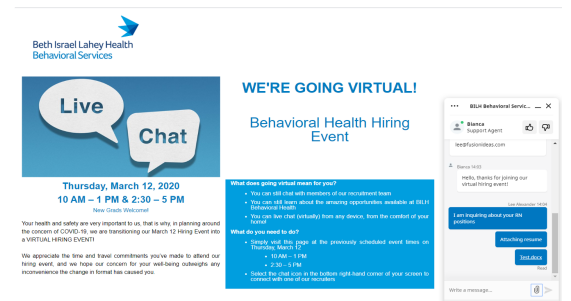 Beth Israel Lahey Health
Behavioral Services
Live
Chat
Thursday, March 12, 2020
10 AM – 1 PM & 2:30 – 5 PM
New Grads Welcome!
Your health and safety are very important to us, that is why, in planning around
the concern of COVID-19, we are transitioning our March 12 Hiring Event into
a VIRTUAL HIRING EVENT!
We appreciate the time and travel commitments you've made to attend our
hiring event, and we hope our concern for your well-being outweighs any
inconvenience the change in format has caused you.
WE'RE GOING VIRTUAL!
Behavioral Health Hiring
Event
What does going virtual mean for you?
• You can still chat with members of our recruitment team
• You can still learn about the amazing opportunities available at BILH
Behavioral Health
• You can live chat (virtually) from any device, from the comfort of your
home!
What do you need to do?
• Simply visit this page at the previously scheduled event times on
Thursday, March 12
• 10 AM – 1 PM
• 2:30 – 5 PM
• Select the chat icon in the bottom right-hand corner of your screen to
connect with one of our recruiters
BILH Behavioral Servic...
Bianca
Support Agent
lee@fusionideas.com
Bianca 14:03
Hello, thanks for joining our
virtual hiring event!
Lee Alexander 14:04
I am inquiring about your RN
positions
Attaching resume
Test.docx
Read
Write a message...